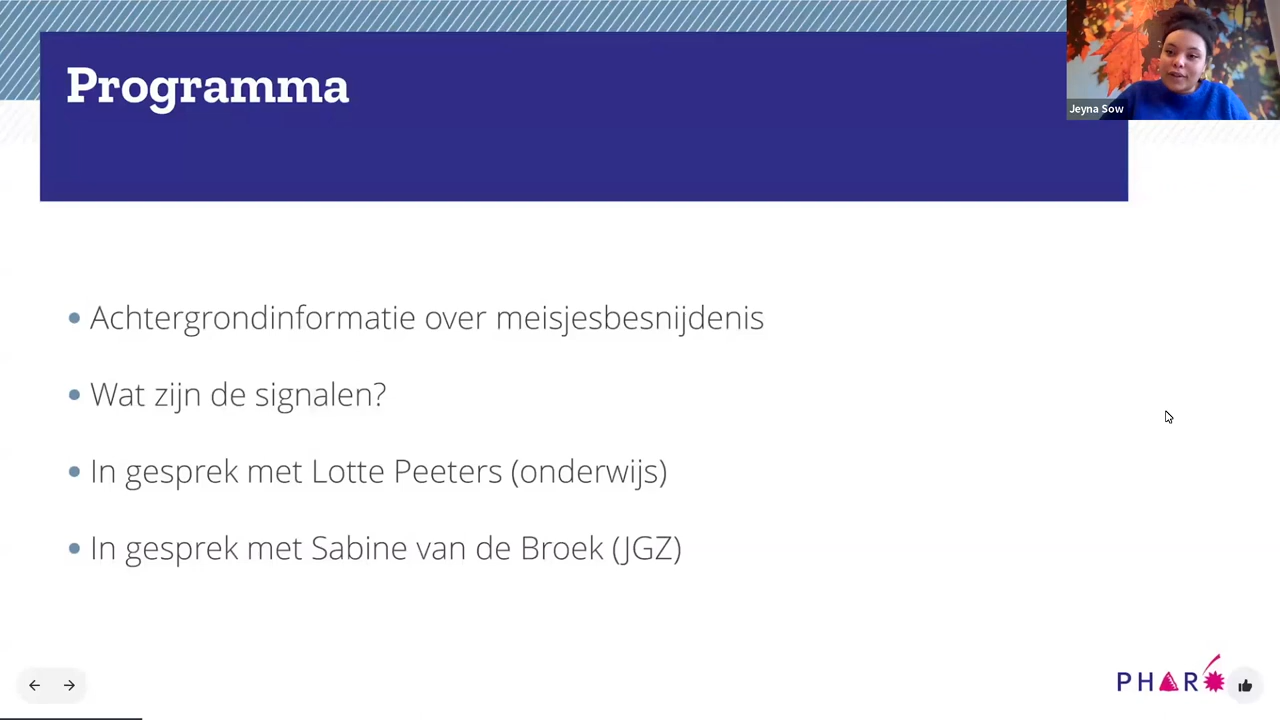 Programma
Jeyna Sow
Achtergrondinformatie over meisjesbesnijdenis
Wat zijn de signalen?
In gesprek met Lotte Peeters (onderwijs)
In gesprek met Sabine van de Broek (JGZ)
PHAROS